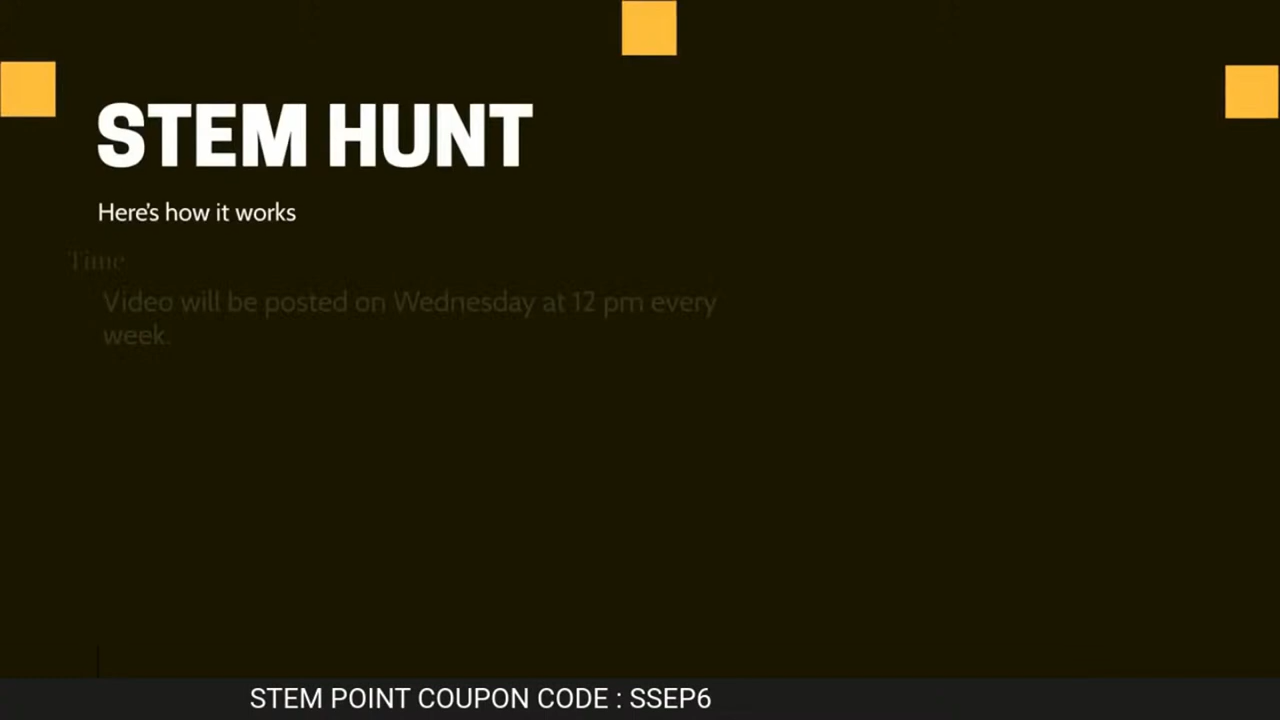 STEM HUNT
Here's how it works
Time
Video will be posted on Wednesday at 12 pm every
week.
STEM POINT COUPON CODE : SSEP6